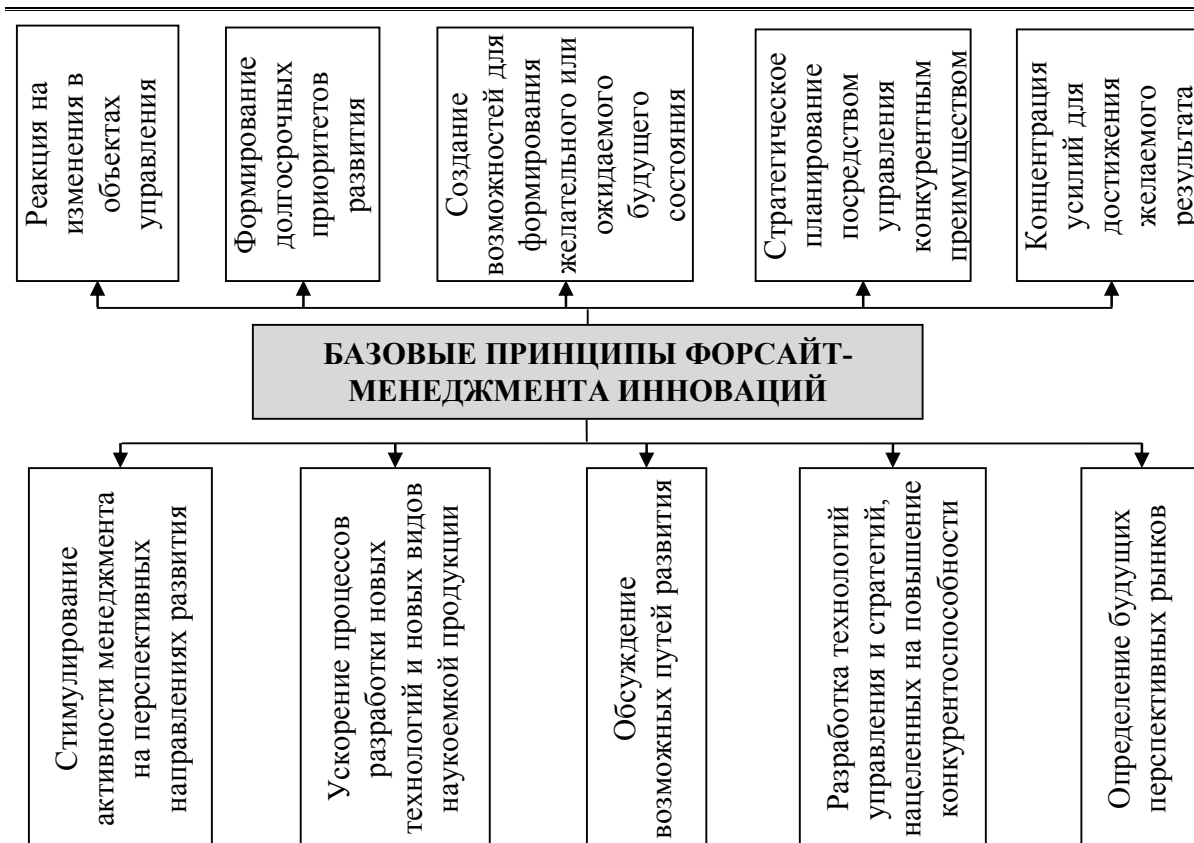 Реакция на
изменения в
объектах
управления
Формирование
долгосрочных
приоритетов
развития
Создание
возможностей для
формирования
желательного или
ожидаемого
будущего
состояния
Стратегическое
планирование
посредством
управления
конкурентным
преимуществом
Концентрация
усилий для
достижения
желаемого
результата
БАЗОВЫЕ ПРИНЦИПЫ ФОРСАЙТ-
МЕНЕДЖМЕНТА ИННОВАЦИЙ
Стимулирование
активности менеджмента
на перспективных
направлениях развития
Ускорение процессов
разработки новых
технологий и новых видов
наукоемкой продукции
Обсуждение
возможных путей развития
Разработка технологий
управления и стратегий,
нацеленных на повышение
конкурентоспособности
Определение будущих
перспективных рынков